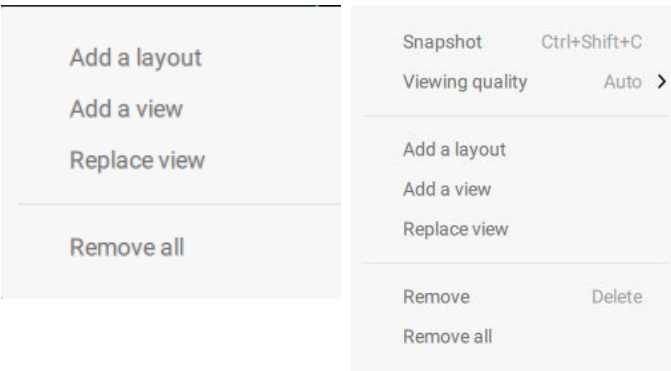 Add a layout
Add a view
Replace view
Remove all
Snapshot Ctrl+Shift+C
Viewing quality Auto >
Add a layout
Add a view
Replace view
Remove Delete
Remove all